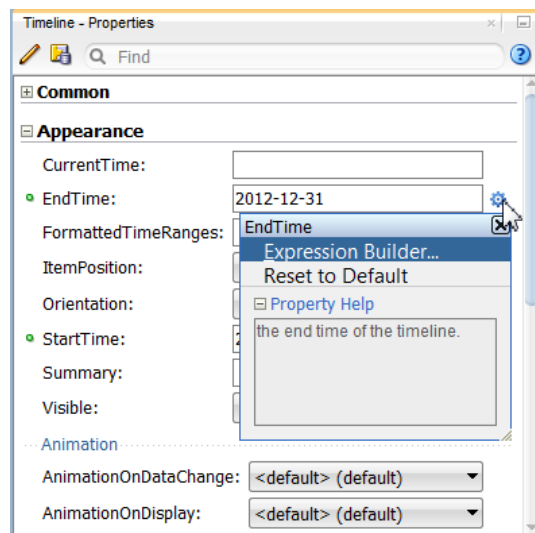 Timeline - Properties
Find
Common
Appearance
CurrentTime:
EndTime: 2012-12-31
FormattedTimeRanges:
ItemPosition:
Orientation:
StartTime:
Summary:
Visible:
EndTime
Expression Builder...
Reset to Default
Property Help
the end time of the timeline.
Animation
AnimationOnDataChange: <default> (default)
AnimationOnDisplay: <default> (default)